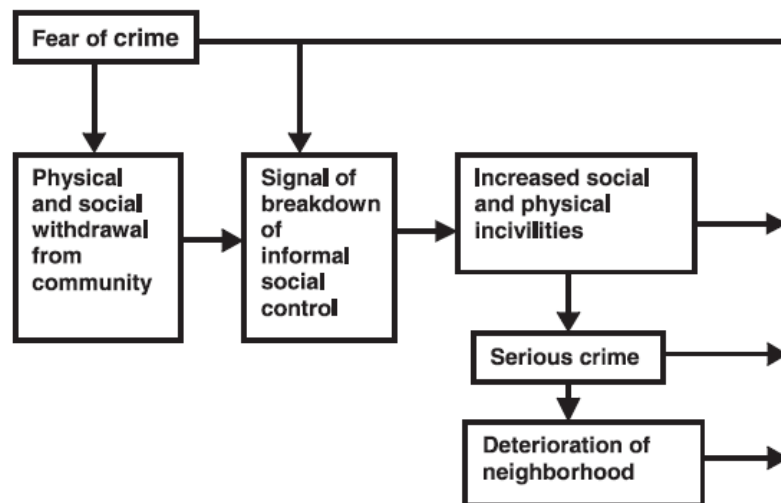 Fear of crime
Physical
and social
withdrawal
from
community
Signal of
breakdown
of
informal
social
control
Increased social
and physical
incivilities
Serious crime
Deterioration of
neighborhood